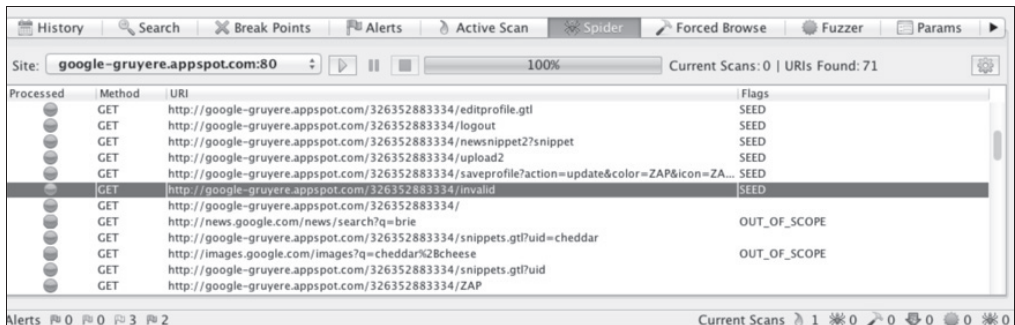 History Search Break Points Alerts Active Scan Spider Forced Browse Fuzzer Params
Site: google-gruyere.appspot.com:80 100% Current Scans: 0 | URIs Found: 71
Processed Method URI Flags
GET http://google-gruyere.appspot.com/326352883334/editprofile.gtl SEED
GET http://google-gruyere.appspot.com/326352883334/logout SEED
GET http://google-gruyere.appspot.com/326352883334/newsnippet2?snippet SEED
GET http://google-gruyere.appspot.com/326352883334/upload2 SEED
GET http://google-gruyere.appspot.com/326352883334/saveprofile?action=update&color=ZAP&icon=ZA... SEED
GET http://google-gruyere.appspot.com/326352883334/invalid SEED
GET http://google-gruyere.appspot.com/326352883334/
GET http://news.google.com/news/search?q=brie OUT_OF_SCOPE
GET http://google-gruyere.appspot.com/326352883334/snippets.gtl?uid=cheddar
GET http://images.google.com/images?q=cheddar%2Bcheese OUT_OF_SCOPE
GET http://google-gruyere.appspot.com/326352883334/snippets.gtl?uid
GET http://google-gruyere.appspot.com/326352883334/ZAP
Alerts 0 0 3 2 Current Scans 1 0 0 0 0 0